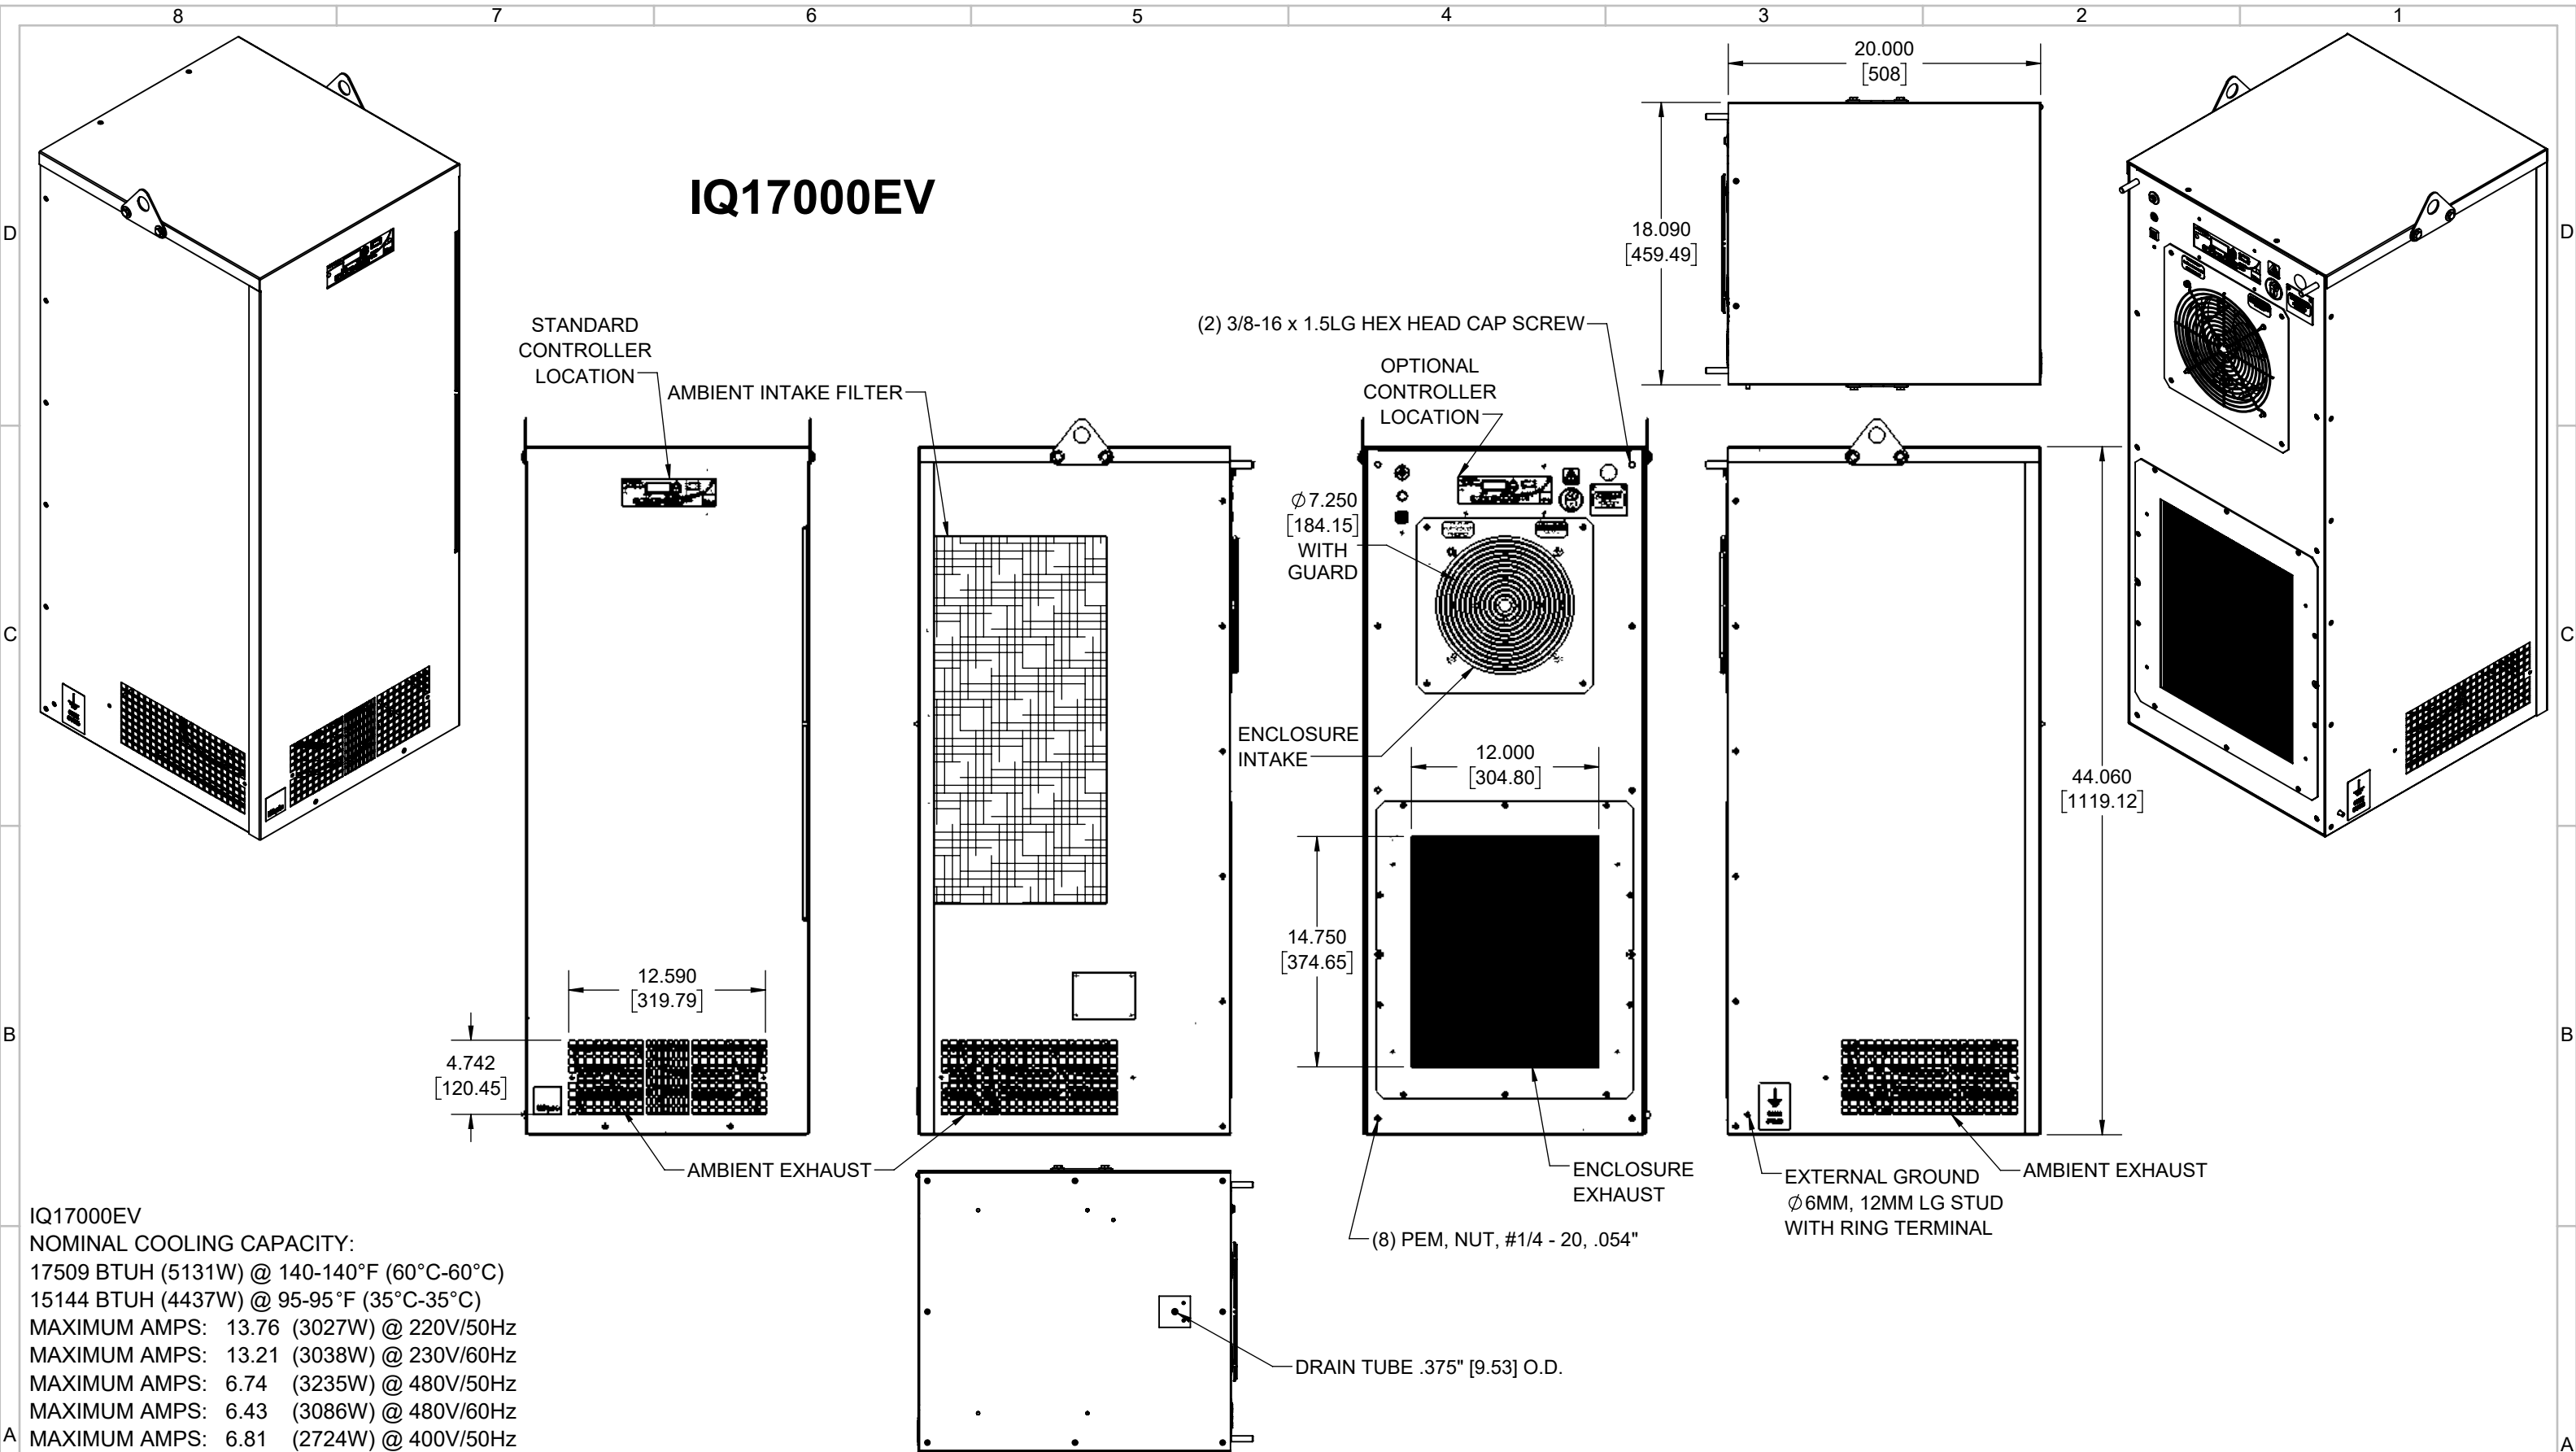 8
7
6
5
4
3
2
1
D
D
C
C
B
B
A
A
IQ17000EV
20.000
[508]
18.090
[459.49]
STANDARD
CONTROLLER
LOCATION
AMBIENT INTAKE FILTER
(2) 3/8-16 x 1.5LG HEX HEAD CAP SCREW
OPTIONAL
CONTROLLER
LOCATION
Ø7.250
[184.15]
WITH
GUARD
ENCLOSURE
INTAKE
12.000
[304.80]
44.060
[1119.12]
14.750
[374.65]
12.590
[319.79]
4.742
[120.45]
AMBIENT EXHAUST
ENCLOSURE
EXHAUST
(8) PEM, NUT, #1/4 - 20, .054"
EXTERNAL GROUND
Ø6MM, 12MM LG STUD
WITH RING TERMINAL
AMBIENT EXHAUST
DRAIN TUBE .375" [9.53] O.D.
IQ17000EV
NOMINAL COOLING CAPACITY:
17509 BTUH (5131W) @ 140-140°F (60°C-60°C)
15144 BTUH (4437W) @ 95-95°F (35°C-35°C)
MAXIMUM AMPS: 13.76 (3027W) @ 220V/50Hz
MAXIMUM AMPS: 13.21 (3038W) @ 230V/60Hz
MAXIMUM AMPS: 6.74 (3235W) @ 480V/50Hz
MAXIMUM AMPS: 6.43 (3086W) @ 480V/60Hz
MAXIMUM AMPS: 6.81 (2724W) @ 400V/50Hz